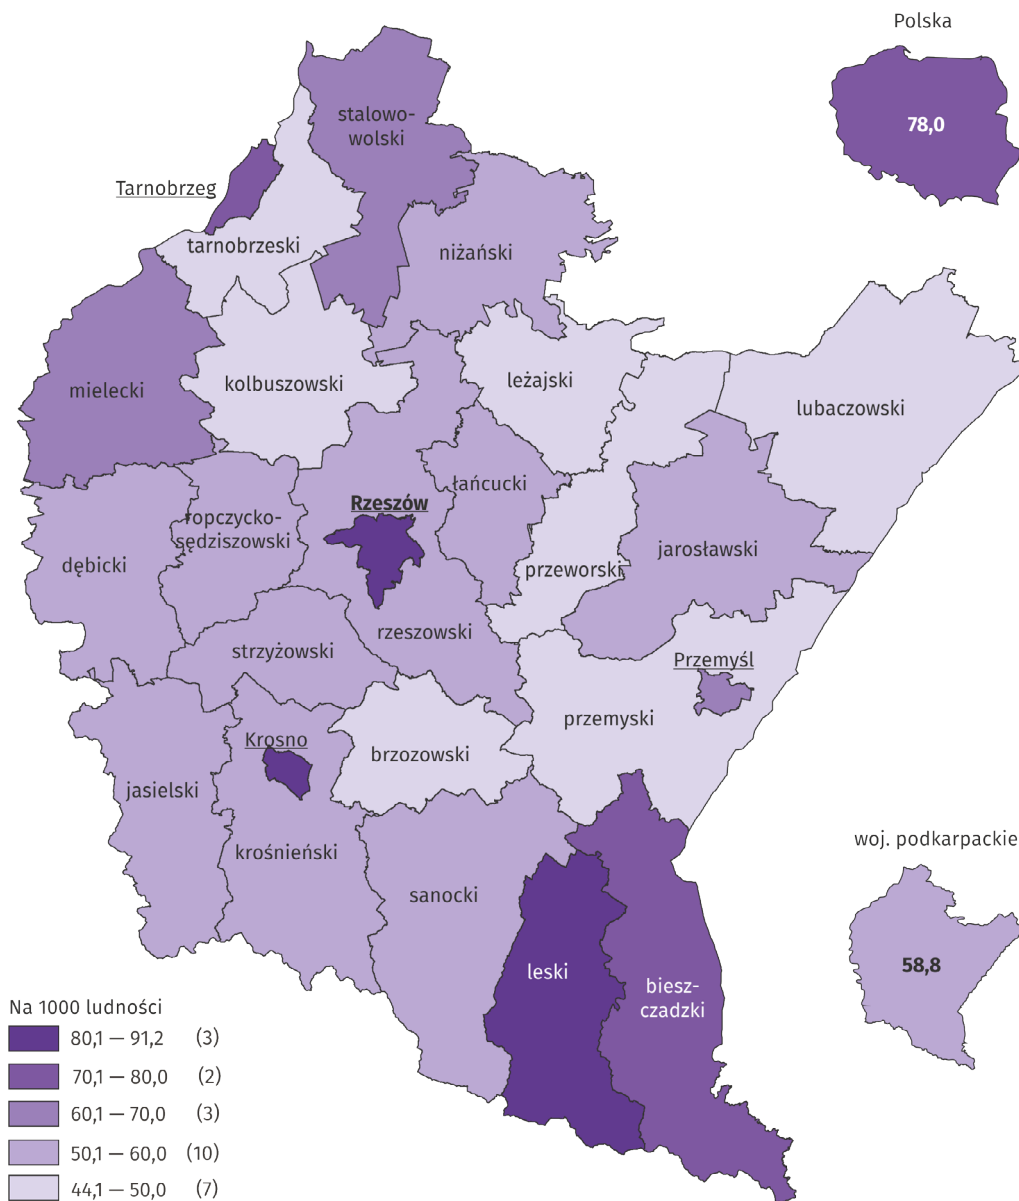 Polska
78,0
stalowo-
wolski
Tarnobrzeg
tarnobrzeski
niżański
mielecki
kolbuszowski
leżajski
lubaczowski
łańcucki
Rzeszów
ropczycko-
sędziszowski
dębicki
jarosławski
przeworski
rzeszowski
strzyżowski
Przemyśl
przemyski
Krosno
brzozowski
jasielski
krośnieński
woj. podkarpackie
58,8
sanocki
leski
biesz-
czadzki
Na 1000 ludności
80,1 — 91,2 (3)
70,1 — 80,0 (2)
60,1 — 70,0 (3)
50,1 — 60,0 (10)
44,1 — 50,0 (7)